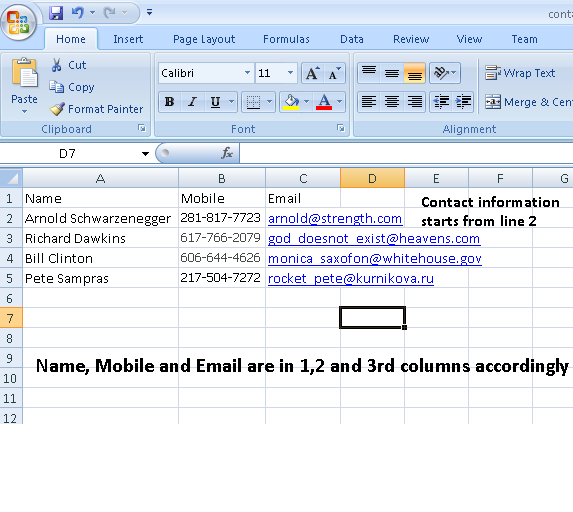 conta
Home Insert Page Layout Formulas Data Review View Team
Cut
Calibri 11 A A Wrap Text
Copy
Paste
Format Painter B I U A Merge & Cen
Clipboard Font Alignment
D7 fx
A B C D E F G
1 Name Mobile Email
Contact information
2 Arnold Schwarzenegger 281-817-7723 arnold@strength.com
starts from line 2
3 Richard Dawkins 617-766-2079 god_doesnot_exist@heavens.com
4 Bill Clinton 606-644-4626 monica_saxofon@whitehouse.gov
5 Pete Sampras 217-504-7272 rocket_pete@kurnikova.ru
6
7
8
9
Name, Mobile and Email are in 1,2 and 3rd columns accordingly
10
11
12